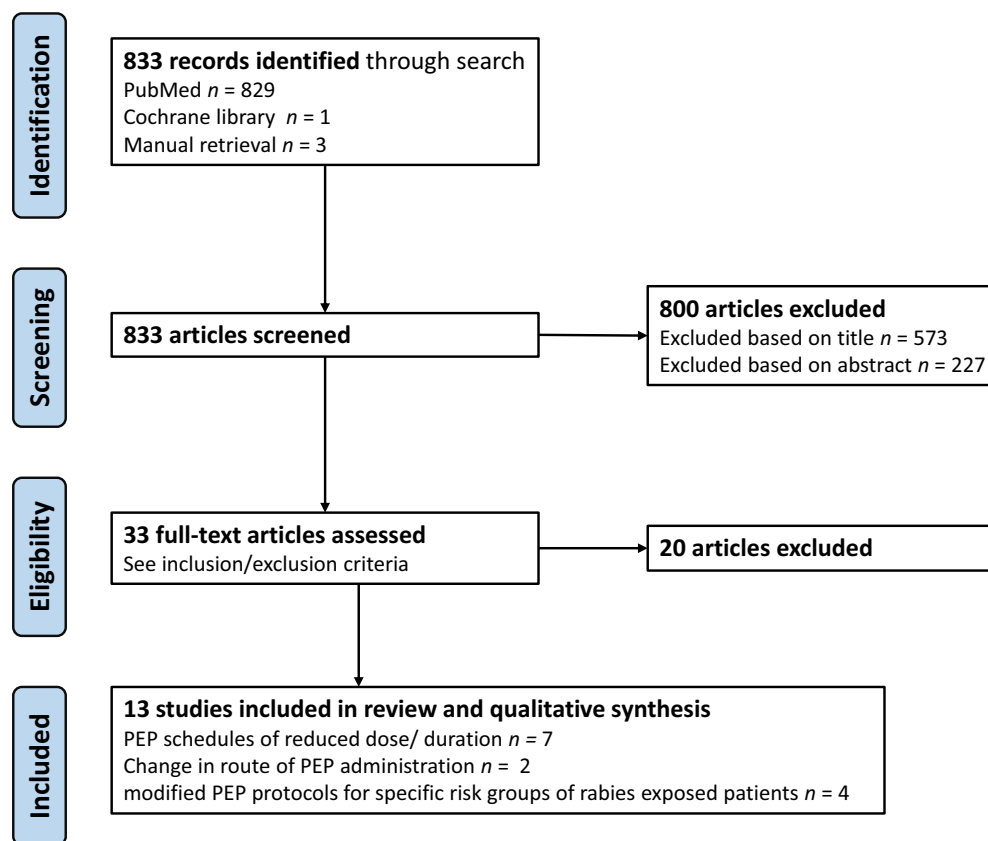 Identification
833 records identified through search
PubMed n = 829
Cochrane library n = 1
Manual retrieval n = 3
Screening
833 articles screened
800 articles excluded
Excluded based on title n = 573
Excluded based on abstract n = 227
Eligibility
33 full-text articles assessed
See inclusion/exclusion criteria
20 articles excluded
Included
13 studies included in review and qualitative synthesis
PEP schedules of reduced dose/ duration n = 7
Change in route of PEP administration n = 2
modified PEP protocols for specific risk groups of rabies exposed patients n = 4